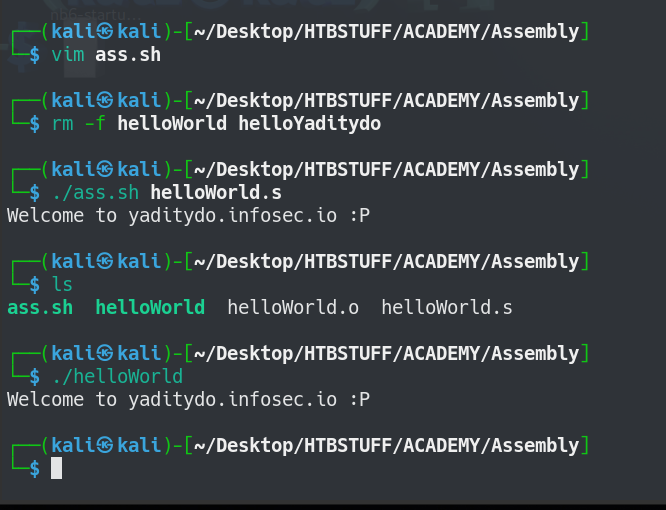 ┌──(kali㉿kali)-[~/Desktop/HTBSTUFF/ACADEMY/Assembly]
└─$ vim ass.sh
┌──(kali㉿kali)-[~/Desktop/HTBSTUFF/ACADEMY/Assembly]
└─$ rm -f helloWorld helloYaditydo
┌──(kali㉿kali)-[~/Desktop/HTBSTUFF/ACADEMY/Assembly]
└─$ ./ass.sh helloWorld.s
Welcome to yaditydo.infosec.io :P
┌──(kali㉿kali)-[~/Desktop/HTBSTUFF/ACADEMY/Assembly]
└─$ ls
ass.sh  helloWorld  helloWorld.o  helloWorld.s
┌──(kali㉿kali)-[~/Desktop/HTBSTUFF/ACADEMY/Assembly]
└─$ ./helloWorld
Welcome to yaditydo.infosec.io :P
┌──(kali㉿kali)-[~/Desktop/HTBSTUFF/ACADEMY/Assembly]
└─$